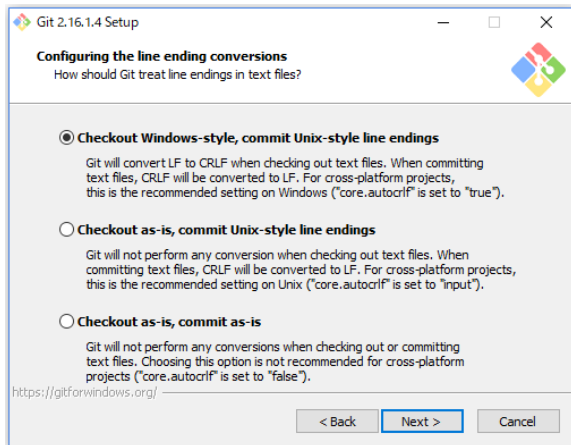 Git 2.16.1.4 Setup
Configuring the line ending conversions
How should Git treat line endings in text files?
Checkout Windows-style, commit Unix-style line endings
Git will convert LF to CRLF when checking out text files. When committing
text files, CRLF will be converted to LF. For cross-platform projects,
this is the recommended setting on Windows ("core.autocrlf" is set to "true").
Checkout as-is, commit Unix-style line endings
Git will not perform any conversion when checking out text files. When
committing text files, CRLF will be converted to LF. For cross-platform projects,
this is the recommended setting on Unix ("core.autocrlf" is set to "input").
Checkout as-is, commit as-is
Git will not perform any conversions when checking out or committing
text files. Choosing this option is not recommended for cross-platform
projects ("core.autocrlf" is set to "false").
https://gitforwindows.org/
< Back
Next >
Cancel